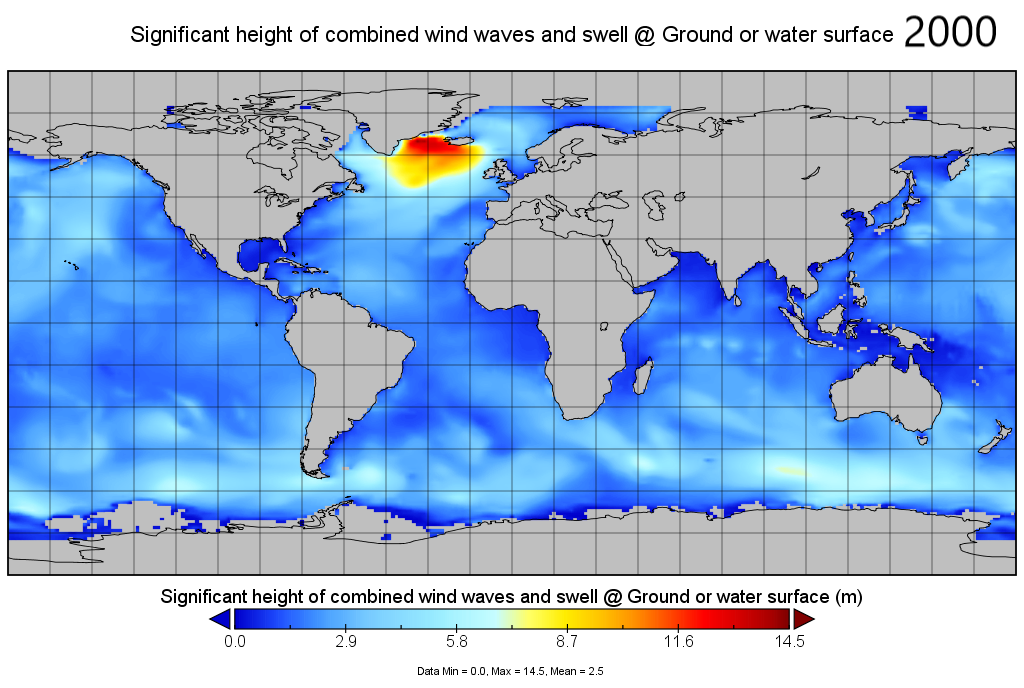 Significant height of combined wind waves and swell @ Ground or water surface 2000
Significant height of combined wind waves and swell @ Ground or water surface (m)
0.0 2.9 5.8 8.7 11.6 14.5
Data Min = 0.0, Max = 14.5, Mean = 2.5